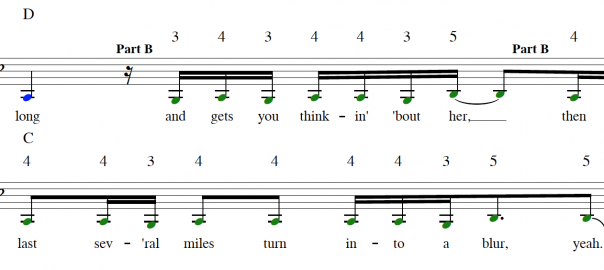 D
Part B Part B
3 4 3 4 4 3 5 4
long and gets you think - in' 'bout her,____ then
C
4 4 3 4 4 4 4 3 5 5
last sev - 'ral miles turn in - to a blur, yeah.